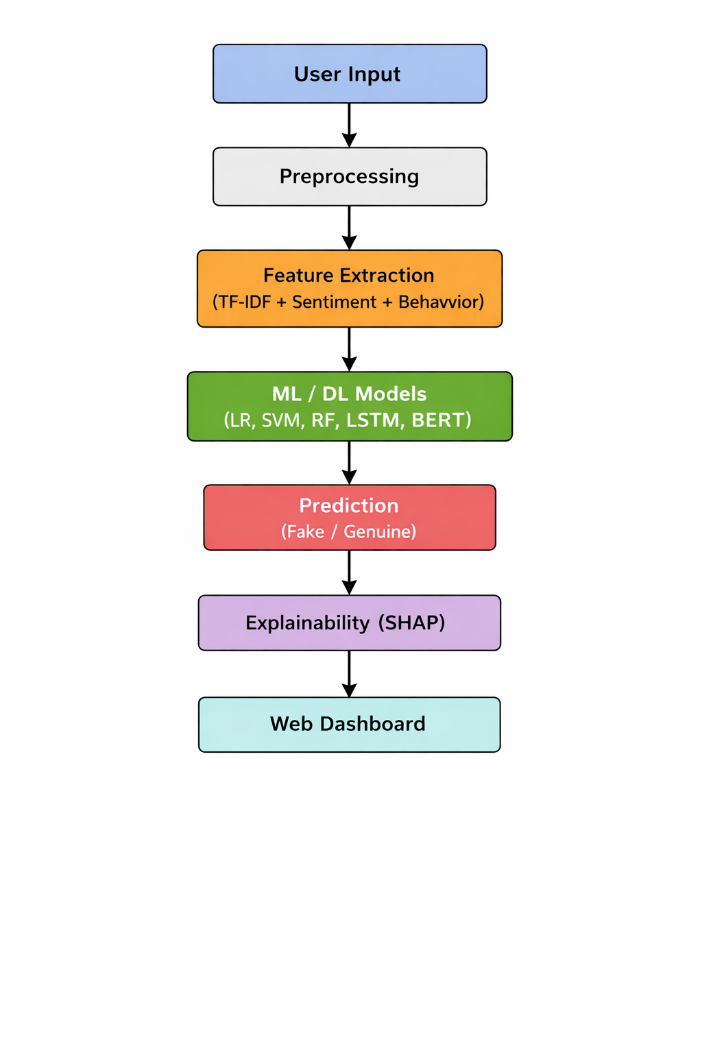 User Input
Preprocessing
Feature Extraction
(TF-IDF + Sentiment + Behavvior)
ML / DL Models
(LR, SVM, RF, LSTM, BERT)
Prediction
(Fake / Genuine)
Explainability (SHAP)
Web Dashboard